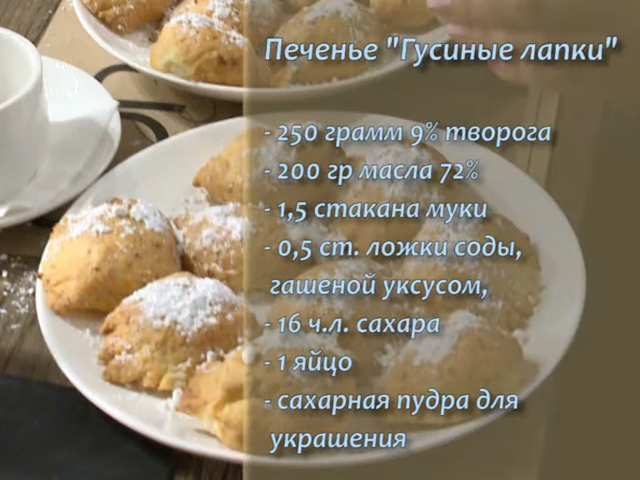 Печенье "Гусиные лапки"
- 250 грамм 9% творога
- 200 гр масла 72%
- 1,5 стакана муки
- 0,5 ст. ложки соды,
гашеной уксусом,
- 16 ч.л. сахара
- 1 яйцо
- сахарная пудра для
украшения